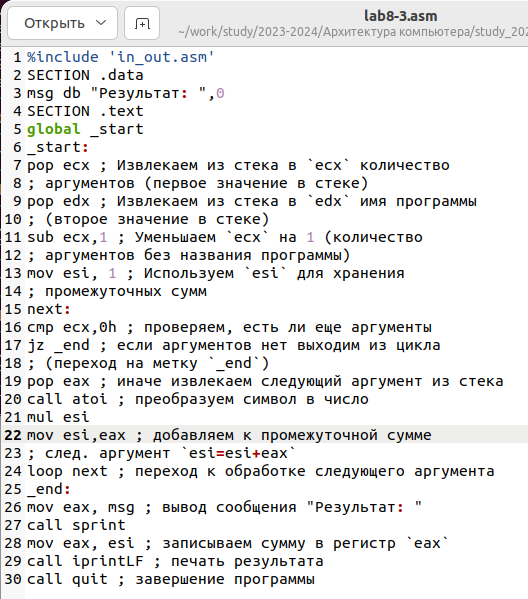 Открыть
lab8-3.asm
~/work/study/2023-2024/Архитектура компьютера/study_202
1 %include 'in_out.asm'
2 SECTION .data
3 msg db "Результат: ",0
4 SECTION .text
5 global _start
6 _start:
7 pop ecx ; Извлекаем из стека в `ecx` количество
8 ; аргументов (первое значение в стеке)
9 pop edx ; Извлекаем из стека в `edx` имя программы
10 ; (второе значение в стеке)
11 sub ecx,1 ; Уменьшаем `ecx` на 1 (количество
12 ; аргументов без названия программы)
13 mov esi, 1 ; Используем `esi` для хранения
14 ; промежуточных сумм
15 next:
16 cmp ecx,0h ; проверяем, есть ли еще аргументы
17 jz _end ; если аргументов нет выходим из цикла
18 ; (переход на метку `_end`)
19 pop eax ; иначе извлекаем следующий аргумент из стека
20 call atoi ; преобразуем символ в число
21 mul esi
22 mov esi,eax ; добавляем к промежуточной сумме
23 ; след. аргумент `esi=esi+eax`
24 loop next ; переход к обработке следующего аргумента
25 _end:
26 mov eax, msg ; вывод сообщения "Результат: "
27 call sprint
28 mov eax, esi ; записываем сумму в регистр `eax`
29 call iprintLF ; печать результата
30 call quit ; завершение программы